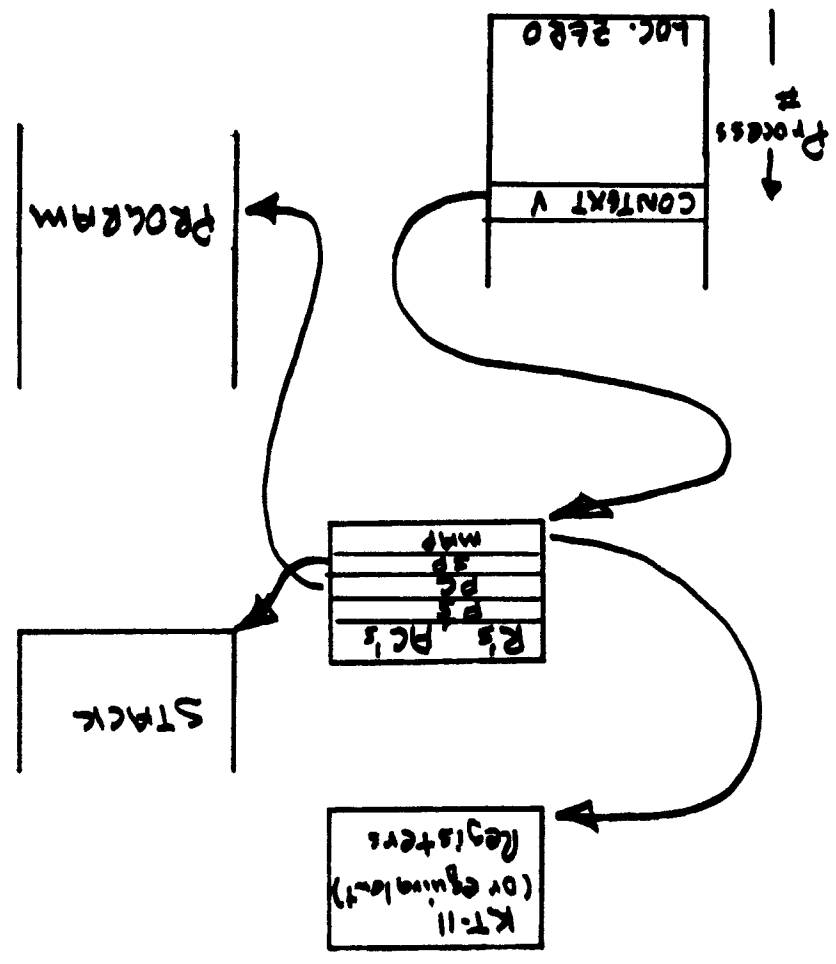 KT-11
(or equivalent)
Registers
STACK
R's AC's
PS
PC
SP
MAP
CONTEXT V
PROGRAM
Process
#
LOC. ZERO